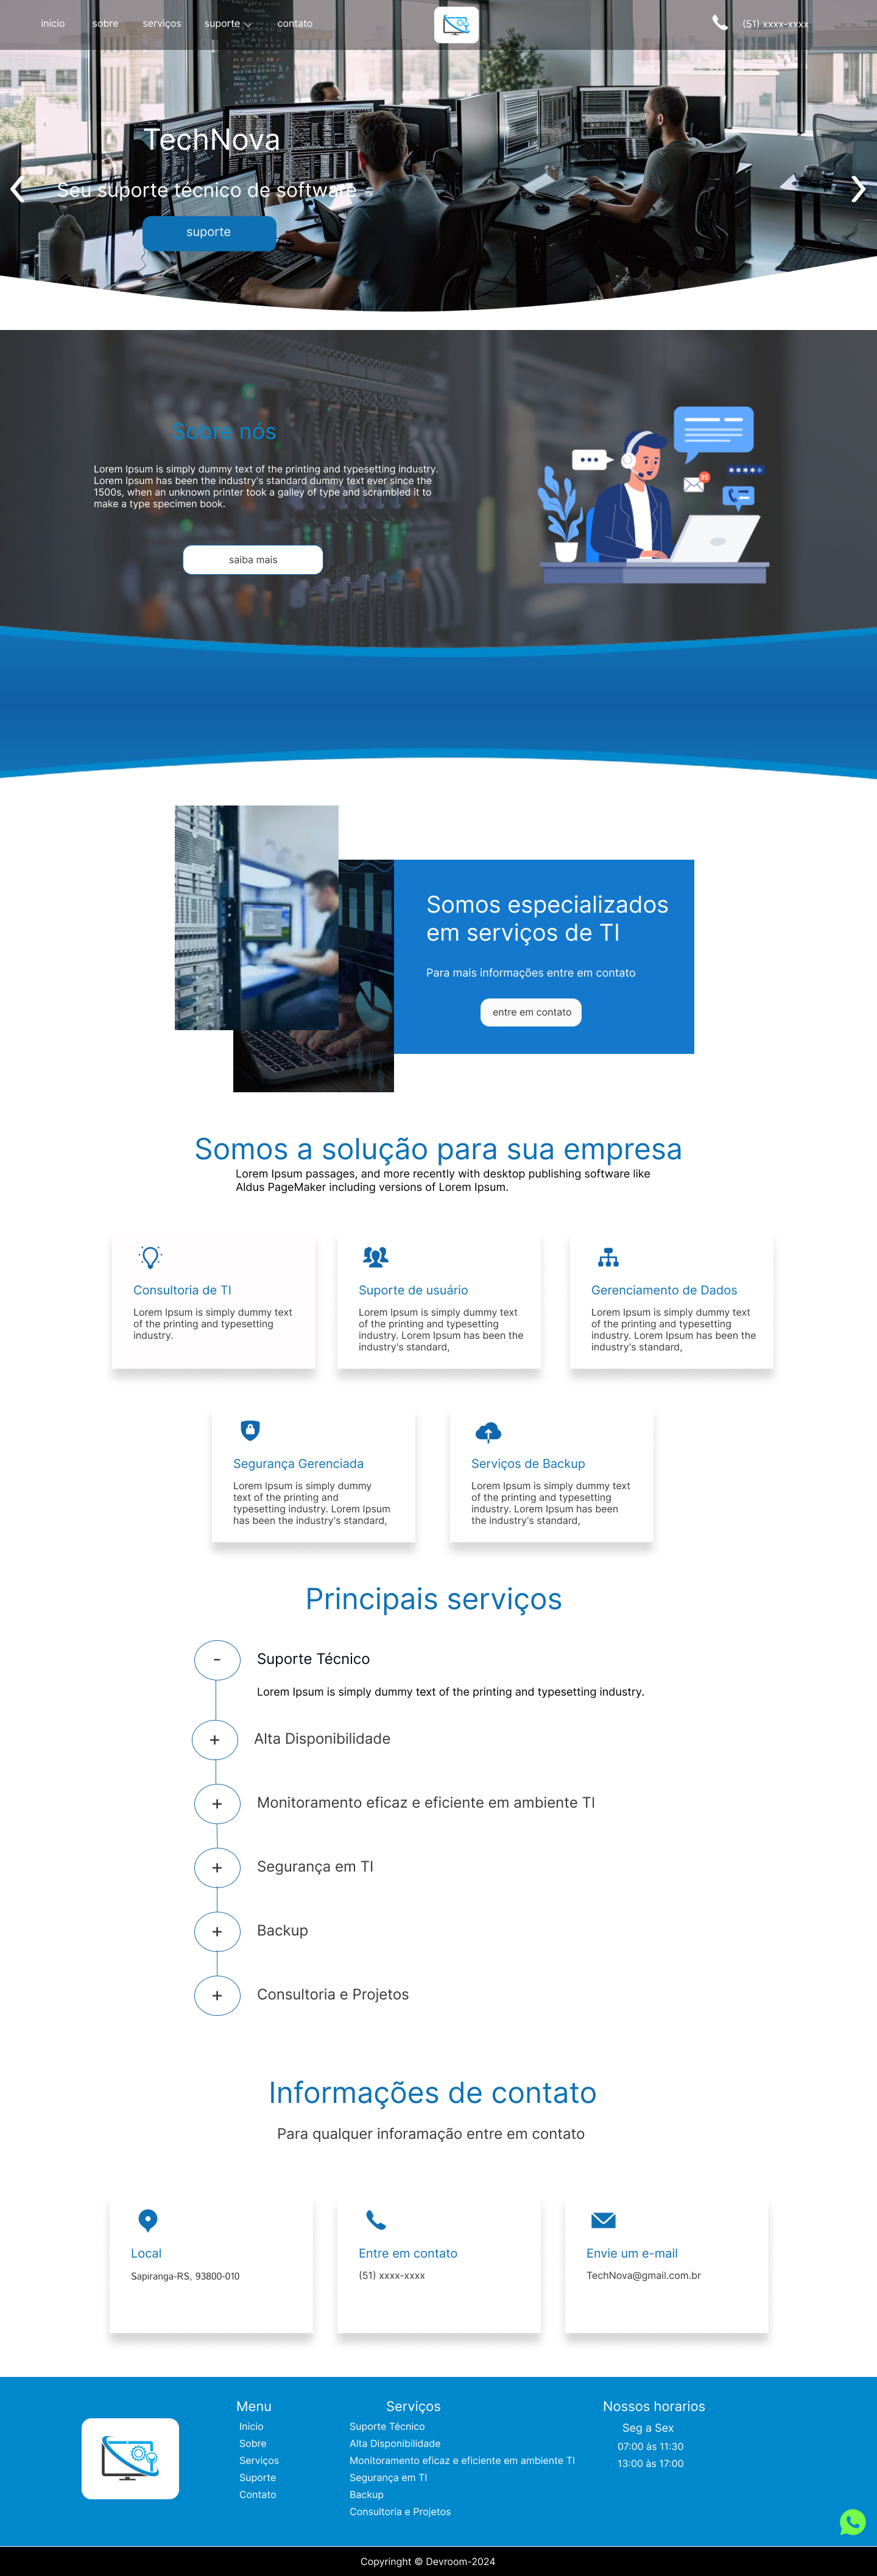 inicio sobre serviços suporte contato (51) xxxx-xxxx
TechNova
Seu suporte técnico de software -
suporte
Sobre nós
Lorem Ipsum is simply dummy text of the printing and typesetting industry.
Lorem Ipsum has been the industry's standard dummy text ever since the
1500s, when an unknown printer took a galley of type and scrambled it to
make a type specimen book.
saiba mais
Somos especializados
em serviços de TI
Para mais informações entre em contato
entre em contato
Somos a solução para sua empresa
Lorem Ipsum passages, and more recently with desktop publishing software like
Aldus PageMaker including versions of Lorem Ipsum.
Consultoria de TI
Lorem Ipsum is simply dummy text
of the printing and typesetting
industry.
Suporte de usuário
Lorem Ipsum is simply dummy text
of the printing and typesetting
industry. Lorem Ipsum has been the
industry's standard,
Gerenciamento de Dados
Lorem Ipsum is simply dummy text
of the printing and typesetting
industry. Lorem Ipsum has been the
industry's standard,
Segurança Gerenciada
Lorem Ipsum is simply dummy
text of the printing and
typesetting industry. Lorem Ipsum
has been the industry's standard,
Serviços de Backup
Lorem Ipsum is simply dummy text
of the printing and typesetting
industry. Lorem Ipsum has been
the industry's standard,
Principais serviços
- Suporte Técnico
Lorem Ipsum is simply dummy text of the printing and typesetting industry.
+ Alta Disponibilidade
+ Monitoramento eficaz e eficiente em ambiente TI
+ Segurança em TI
+ Backup
+ Consultoria e Projetos
Informações de contato
Para qualquer inforamação entre em contato
Local
Sapiranga-RS, 93800-010
Entre em contato
(51) xxxx-xxxx
Envie um e-mail
TechNova@gmail.com.br
Menu
Inicio
Sobre
Serviços
Suporte
Contato
Serviços
Suporte Técnico
Alta Disponibilidade
Monitoramento eficaz e eficiente em ambiente TI
Segurança em TI
Backup
Consultoria e Projetos
Nossos horarios
Seg a Sex
07:00 às 11:30
13:00 às 17:00
Copyringht © Devroom-2024